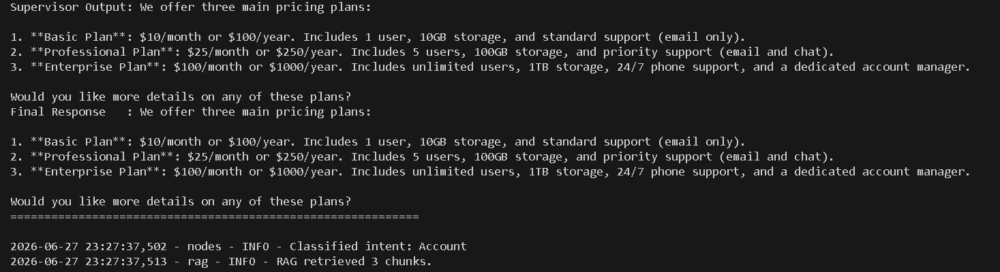 Supervisor Output: We offer three main pricing plans:
1. **Basic Plan**: $10/month or $100/year. Includes 1 user, 10GB storage, and standard support (email only).
2. **Professional Plan**: $25/month or $250/year. Includes 5 users, 100GB storage, and priority support (email and chat).
3. **Enterprise Plan**: $100/month or $1000/year. Includes unlimited users, 1TB storage, 24/7 phone support, and a dedicated account manager.
Would you like more details on any of these plans?
Final Response   : We offer three main pricing plans:
1. **Basic Plan**: $10/month or $100/year. Includes 1 user, 10GB storage, and standard support (email only).
2. **Professional Plan**: $25/month or $250/year. Includes 5 users, 100GB storage, and priority support (email and chat).
3. **Enterprise Plan**: $100/month or $1000/year. Includes unlimited users, 1TB storage, 24/7 phone support, and a dedicated account manager.
Would you like more details on any of these plans?
============================================================
2026-06-27 23:27:37,502 - nodes - INFO - Classified intent: Account
2026-06-27 23:27:37,513 - rag - INFO - RAG retrieved 3 chunks.